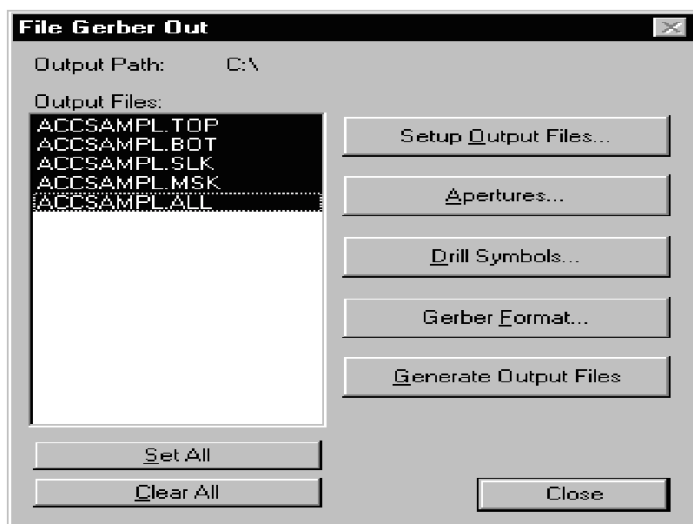 File Gerber Out
Output Path: C:\
Output Files:
ACCSAMPL.TOP
ACCSAMPL.BOT
ACCSAMPL.SLK
ACCSAMPL.MSK
ACCSAMPL.ALL
Setup Output Files...
Apertures...
Drill Symbols...
Gerber Format...
Generate Output Files
Set All
Clear All
Close